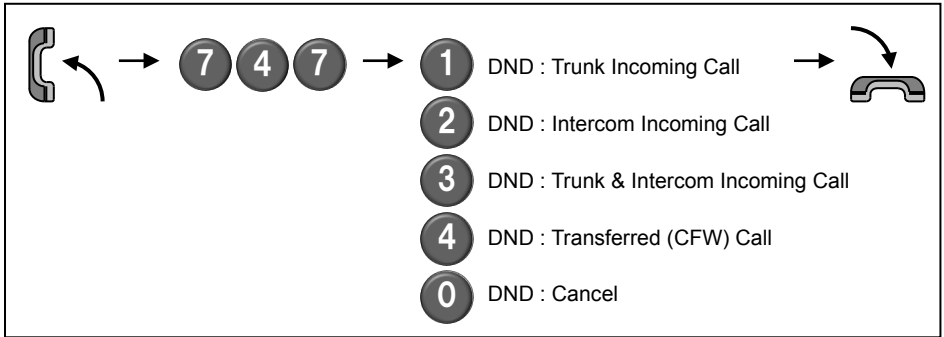 7 4 7 1 DND : Trunk Incoming Call
2 DND : Intercom Incoming Call
3 DND : Trunk & Intercom Incoming Call
4 DND : Transferred (CFW) Call
0 DND : Cancel